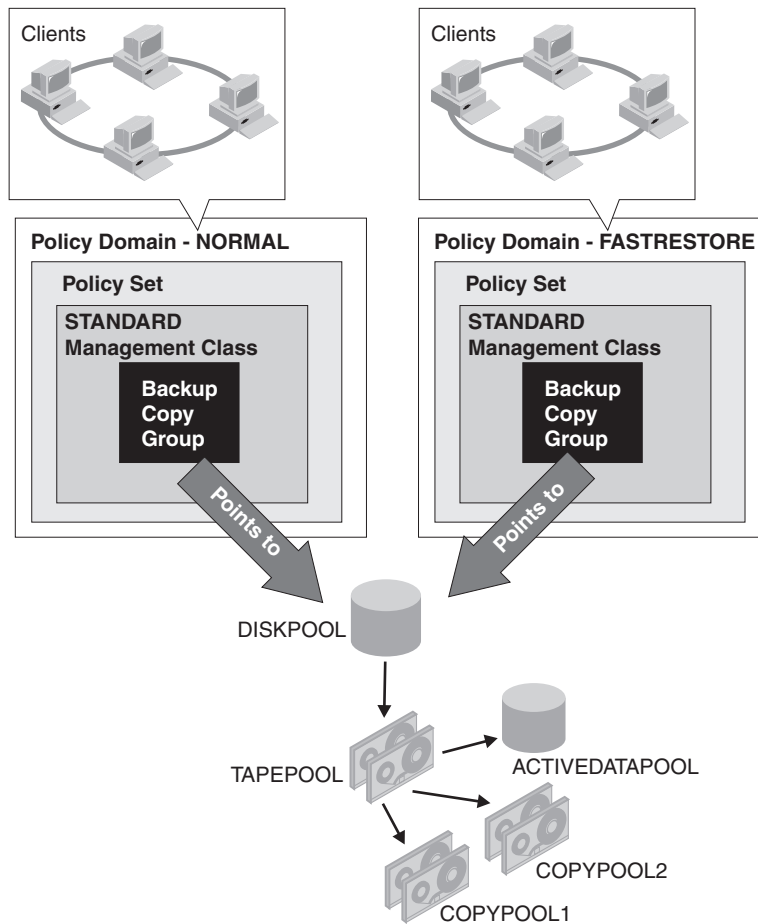 Clients
Clients
Policy Domain - NORMAL
Policy Set
STANDARD
Management Class
Backup
Copy
Group
Points to
Policy Domain - FASTRESTORE
Policy Set
STANDARD
Management Class
Backup
Copy
Group
Points to
DISKPOOL
TAPEPOOL
ACTIVEDATAPOOL
COPYPOOL2
COPYPOOL1